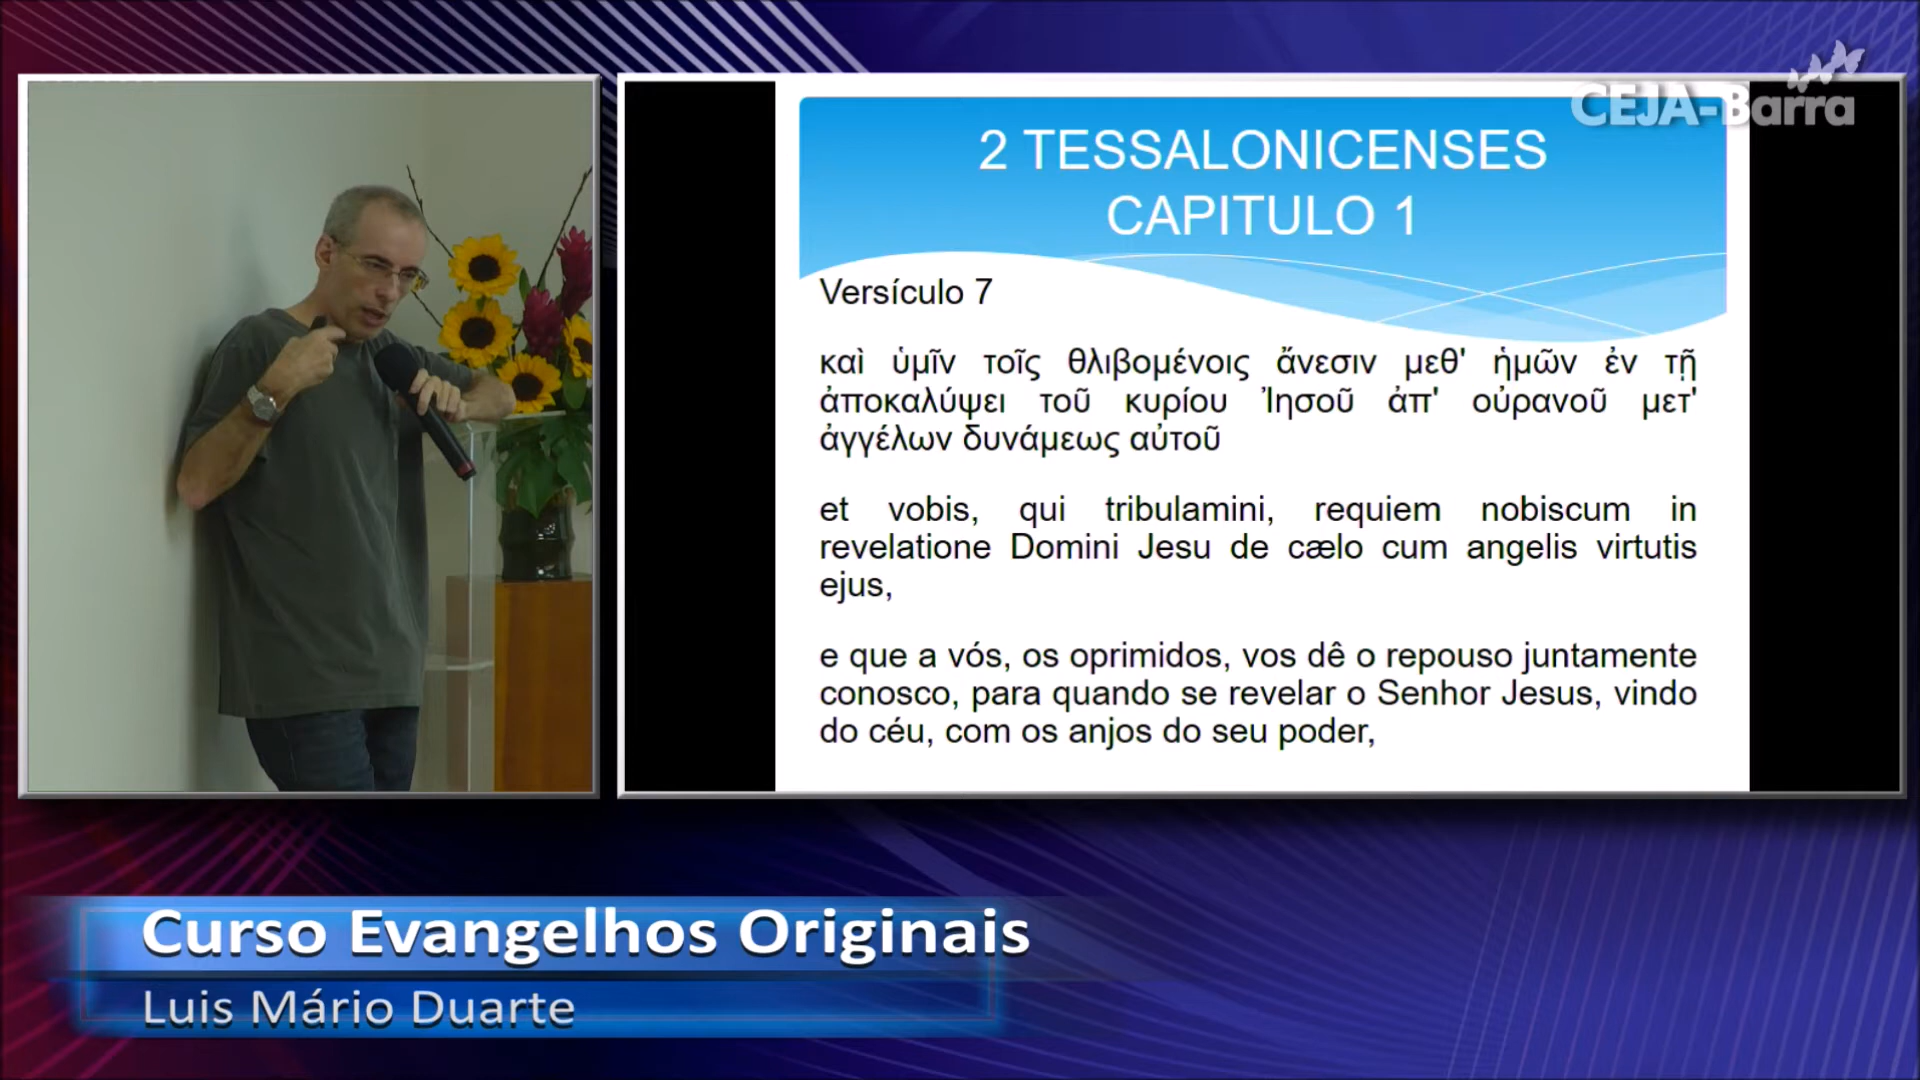 CEJA-Barra
2 TESSALONICENSES
CAPITULO 1
Versículo 7
καὶ ὑμῖν τοῖς θλιβομένοις ἄνεσιν μεθ' ἡμῶν ἐν τῇ
ἀποκαλύψει τοῦ κυρίου Ἰησοῦ ἀπ' οὐρανοῦ μετ'
ἀγγέλων δυνάμεως αὐτοῦ
et vobis, qui tribulamini, requiem nobiscum in
revelatione Domini Jesu de cælo cum angelis virtutis
ejus,
e que a vós, os oprimidos, vos dê o repouso juntamente
conosco, para quando se revelar o Senhor Jesus, vindo
do céu, com os anjos do seu poder,
Curso Evangelhos Originais
Luis Mário Duarte